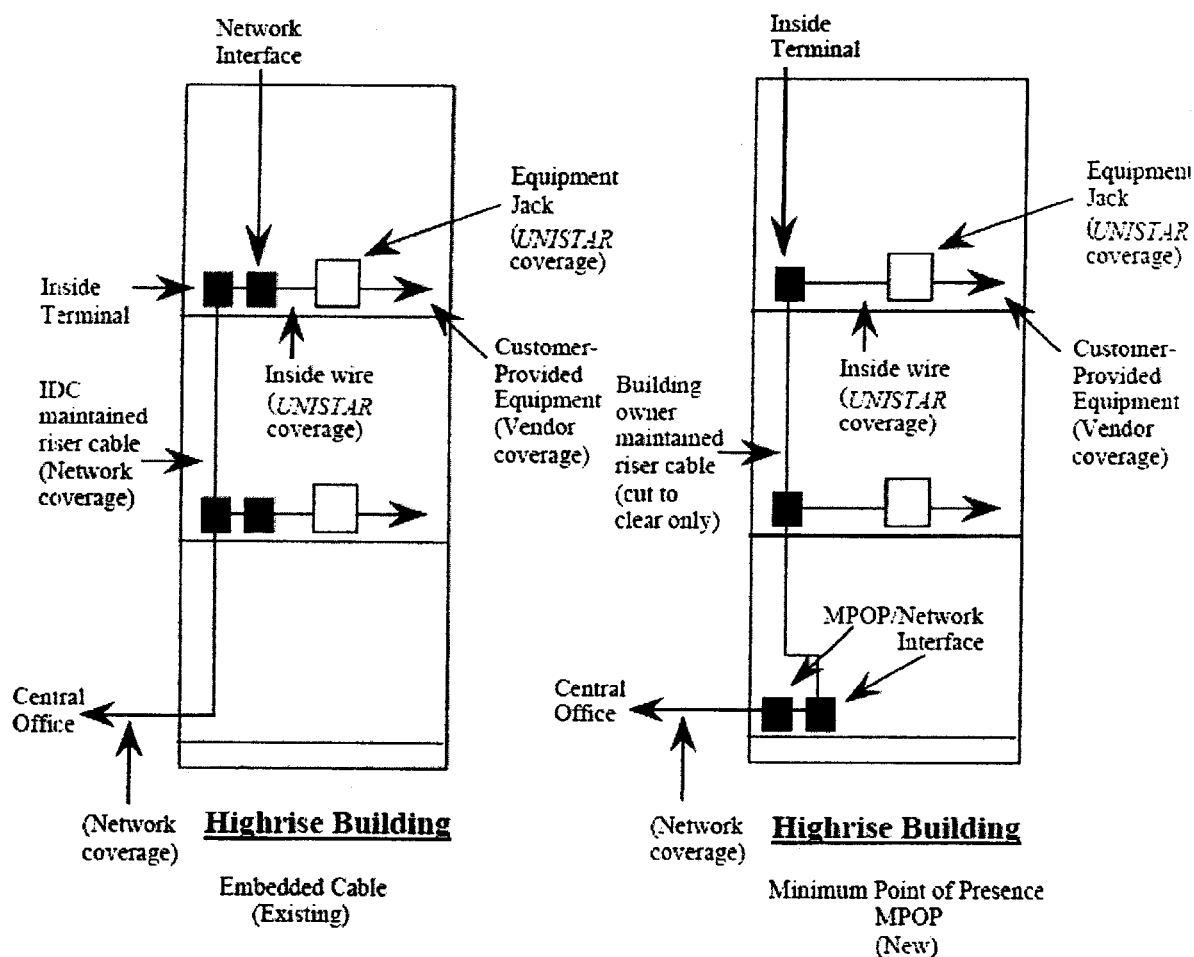 Network
Interface
Equipment
Jack
(UNISTAR
coverage)
Inside
Terminal
IDC
maintained
riser cable
(Network
coverage)
Inside wire
(UNISTAR
coverage)
Customer-
Provided
Equipment
(Vendor
coverage)
Central
Office
(Network
coverage)
Highrise Building
Embedded Cable
(Existing)
Inside
Terminal
Equipment
Jack
(UNISTAR
coverage)
Inside wire
(UNISTAR
coverage)
Customer-
Provided
Equipment
(Vendor
coverage)
Building
owner
maintained
riser cable
(cut to
clear only)
MPOP/Network
Interface
Central
Office
(Network
coverage)
Highrise Building
Minimum Point of Presence
MPOP
(New)